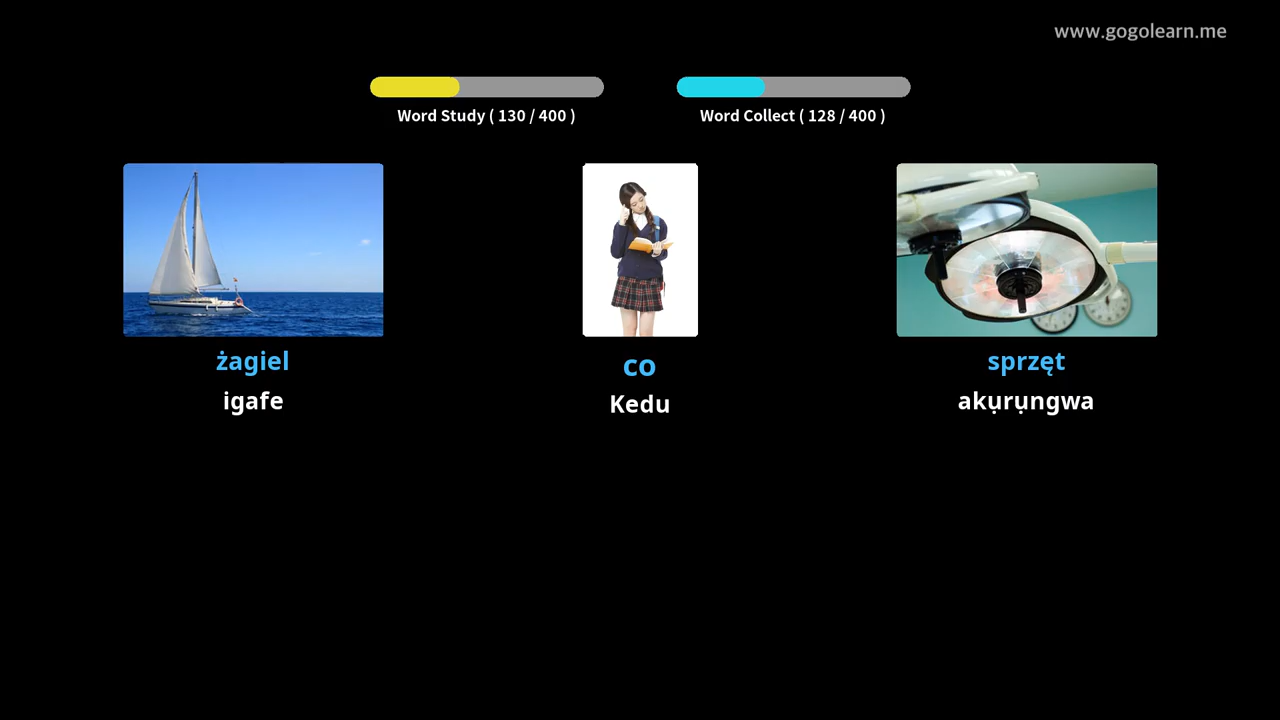 www.gogolearn.me
Word Study ( 130 / 400 )
Word Collect ( 128 / 400 )
żagiel
igafe
co
Kedu
sprzęt
akụrụngwa